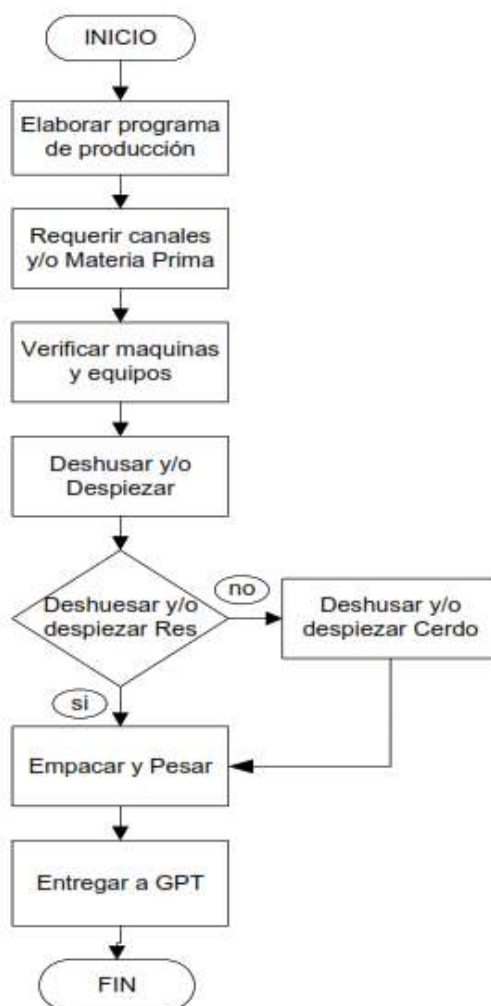 INICIO
Elaborar programa
de producción
Requerir canales
y/o Materia Prima
Verificar maquinas
y equipos
Deshusar y/o
Despiezar
Deshuesar y/o
despiezar Res
no
Deshusar y/o
despiezar Cerdo
si
Empacar y Pesar
Entregar a GPT
FIN